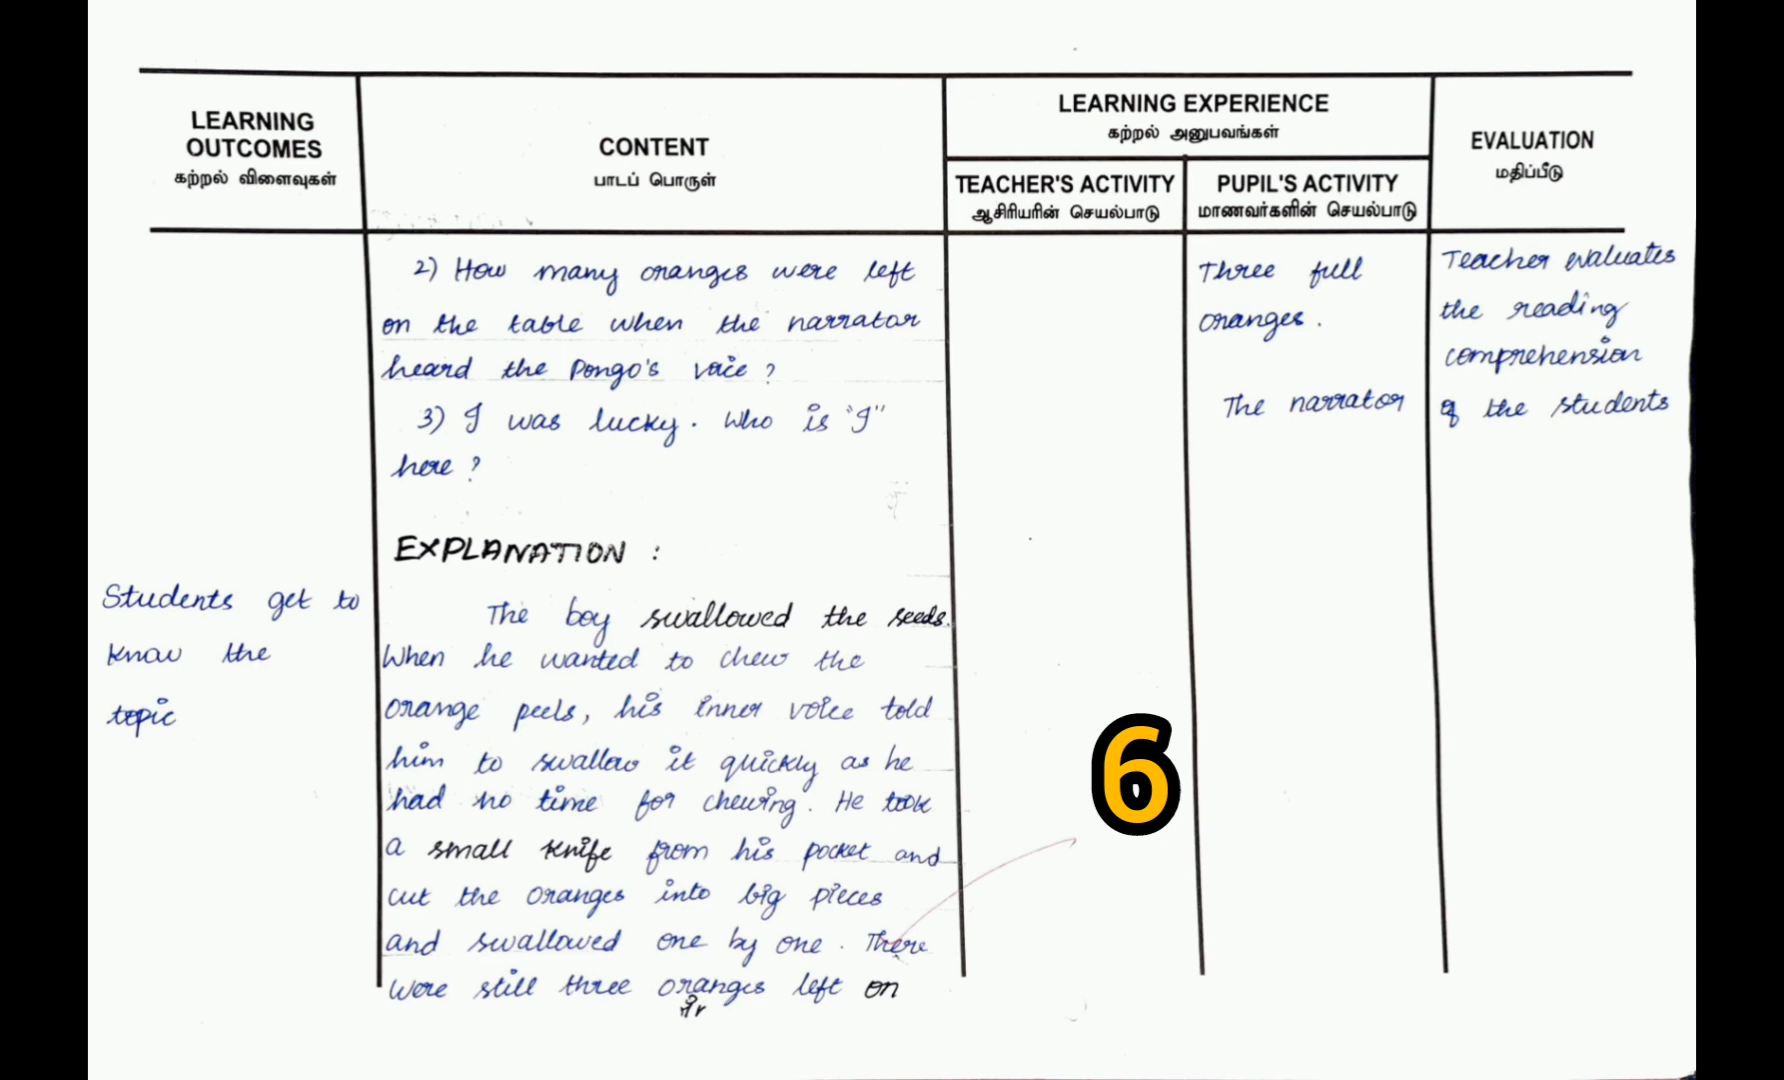 LEARNING
OUTCOMES
கற்றல் விளைவுகள்
CONTENT
பாடப் பொருள்
LEARNING EXPERIENCE
கற்றல் அனுபவங்கள்
TEACHER'S ACTIVITY
ஆசிரியரின் செயல்பாடு
PUPIL'S ACTIVITY
மாணவர்களின் செயல்பாடு
EVALUATION
மதிப்பீடு
Students get to
know the
topic
2) How many oranges were left
on the table when the narrator
heard the Pongo's voice ?
3) I was lucky. Who is "I"
here ?
EXPLANATION :
The boy swallowed the seeds.
When he wanted to chew the
orange peels, his inner voice told
him to swallow it quickly as he
had no time for chewing. He took
a small knife from his pocket and
cut the oranges into big pieces
and swallowed one by one. There
were still three oranges left on
Three full
oranges.
The narrator
Teacher evaluates
the reading
comprehension
of the students
6